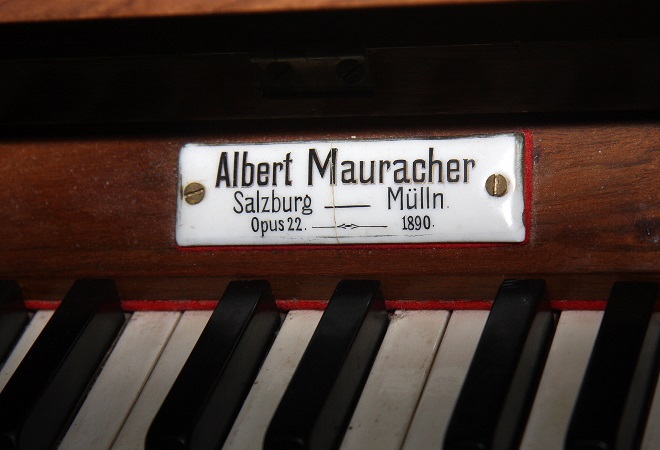 Albert Mauracher
Salzburg — Mülln.
Opus 22. 1890.